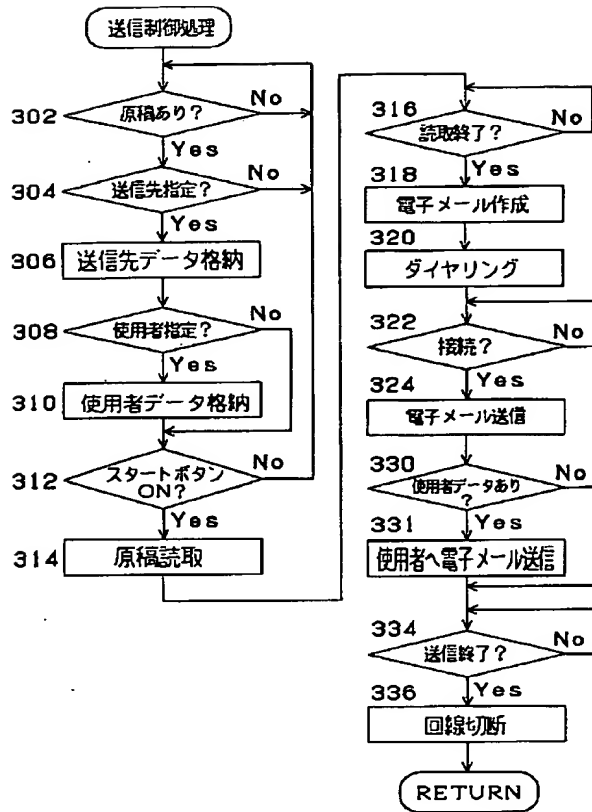 送信制御処理
302
原稿あり?
No
Yes
304
送信先指定?
No
Yes
306
送信先データ格納
308
使用者指定?
No
Yes
310
使用者データ格納
312
スタートボタン
ON?
No
Yes
314
原稿読取
316
読取終了?
No
Yes
318
電子メール作成
320
ダイヤリング
322
接続?
No
Yes
324
電子メール送信
330
使用者データあり
?
No
Yes
331
使用者へ電子メール送信
334
送信終了?
No
Yes
336
回線切断
RETURN